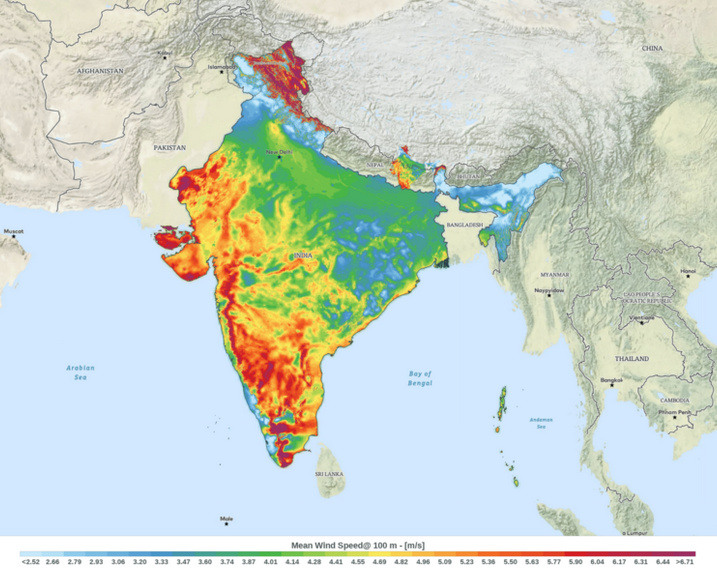 CHINA
Kabul
Islamabad
AFGHANISTAN
PAKISTAN
New Delhi
NEPAL
BHUTAN
Muscat
BANGLADESH
INDIA
MYANMAR
Hanoi
Naypyidaw
LAO PEOPLE'S
Vientiane
THAILAND
Arabian
Sea
Bay of
Bengal
Bangkok
CAMBODIA
Phnom Penh
Andaman
Sea
SRI LANKA
Male
Lumpur
Mean Wind Speed@ 100 m - [m/s]
<2.52 2.66 2.79 2.93 3.06 3.20 3.33 3.47 3.60 3.74 3.87 4.01 4.14 4.28 4.41 4.55 4.69 4.82 4.96 5.09 5.23 5.36 5.50 5.63 5.77 5.90 6.04 6.17 6.31 6.44 >6.71